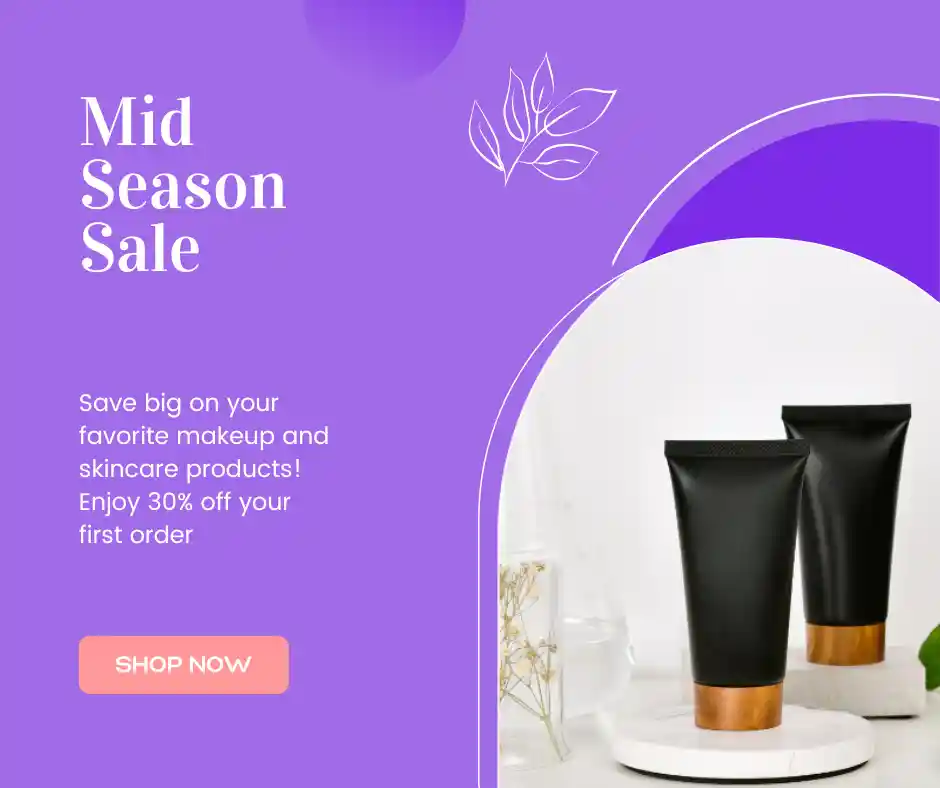 Mid
Season
Sale
Save big on your
favorite makeup and
skincare products!
Enjoy 30% off your
first order
SHOP NOW